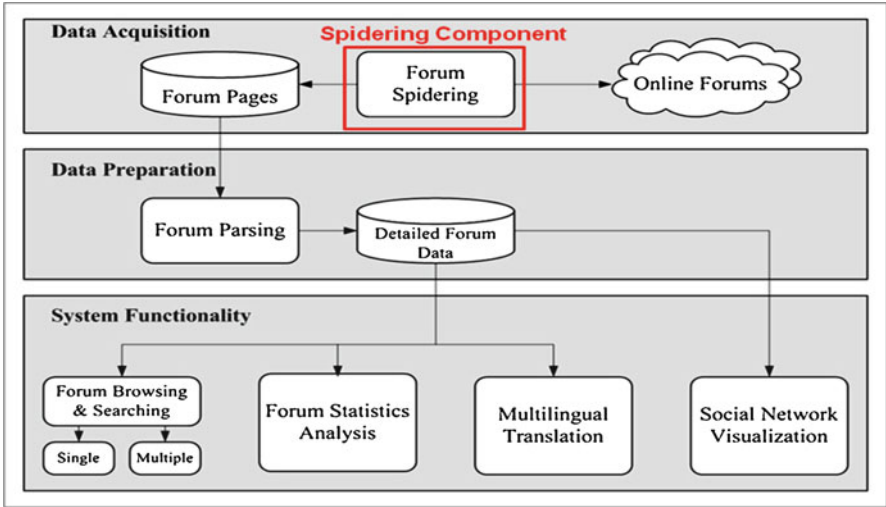 Data Acquisition
Spidering Component
Forum Pages
Forum
Spidering
Online Forums
Data Preparation
Forum Parsing
Detailed Forum
Data
System Functionality
Forum Browsing
& Searching
Single
Multiple
Forum Statistics
Analysis
Multilingual
Translation
Social Network
Visualization